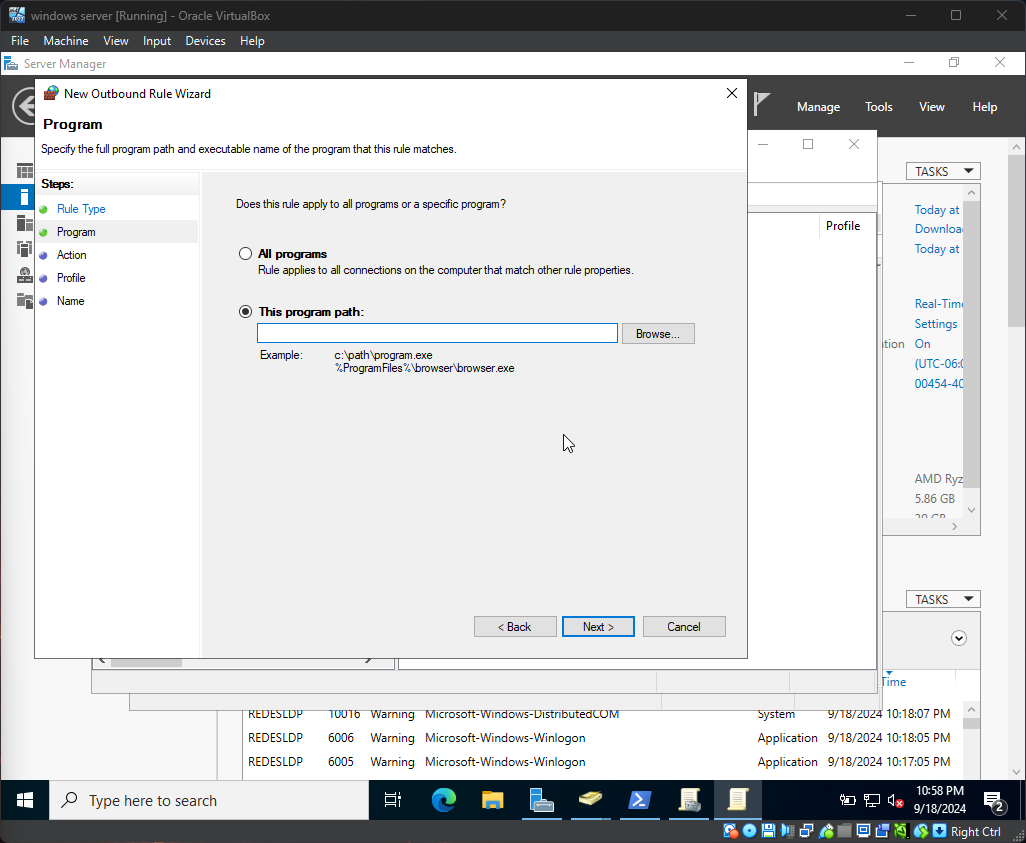 windows server [Running] - Oracle VirtualBox
File Machine View Input Devices Help
Server Manager
New Outbound Rule Wizard
Manage Tools View Help
Program
Specify the full program path and executable name of the program that this rule matches.
Steps:
Rule Type
Program
Action
Profile
Name
Does this rule apply to all programs or a specific program?
All programs
Rule applies to all connections on the computer that match other rule properties.
This program path:
Browse...
Example: c:\path\program.exe
%ProgramFiles%\browser\browser.exe
< Back Next > Cancel
Profile
TASKS
Today at
Downloa
Today at
Real-Time
Settings
tion On
(UTC-06:0
00454-40
AMD Ryz
5.86 GB
TASKS
Time
REDESLDP 10016 Warning Microsoft-Windows-DistributedCOM System 9/18/2024 10:18:07 PM
REDESLDP 6006 Warning Microsoft-Windows-Winlogon Application 9/18/2024 10:18:05 PM
REDESLDP 6005 Warning Microsoft-Windows-Winlogon Application 9/18/2024 10:17:05 PM
Type here to search
10:58 PM
9/18/2024
2
Right Ctrl